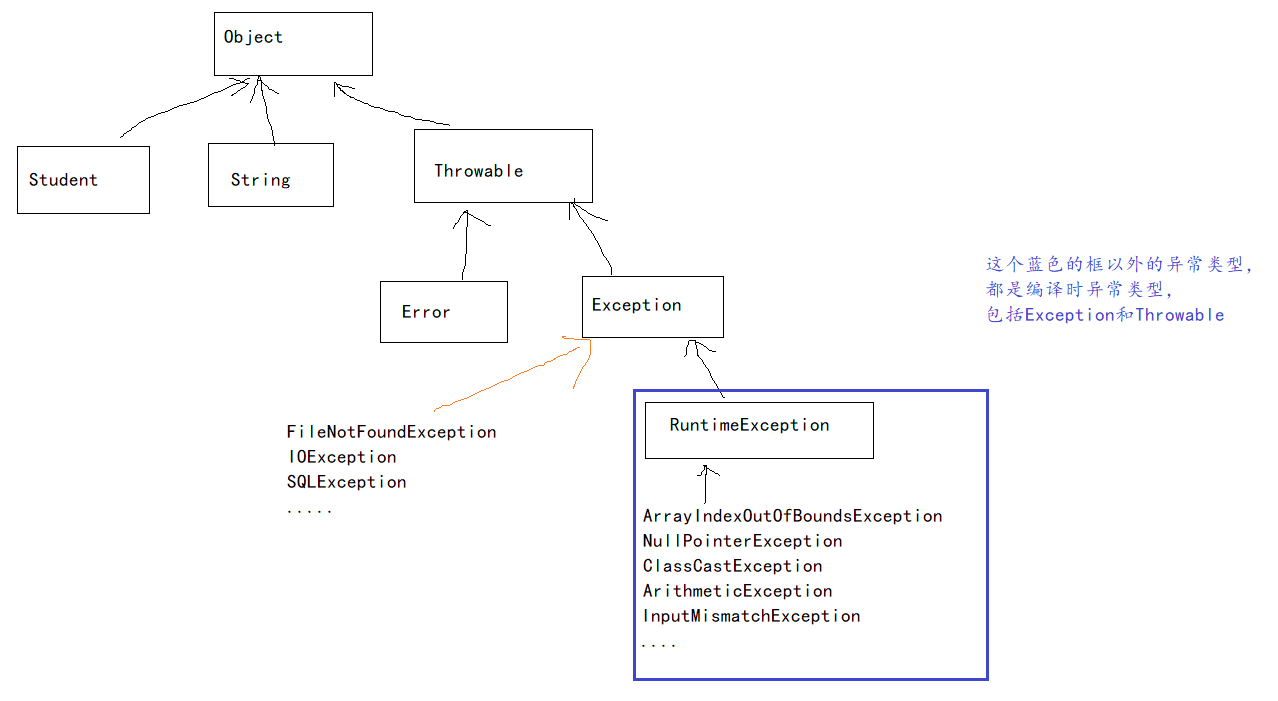 Object
Student
String
Throwable
Error
Exception
这个蓝色的框以外的异常类型,
都是编译时异常类型,
包括Exception和Throwable
FileNotFoundException
IOException
SQLException
.....
RuntimeException
ArrayIndexOutOfBoundsException
NullPointerException
ClassCastException
ArithmeticException
InputMismatchException
....